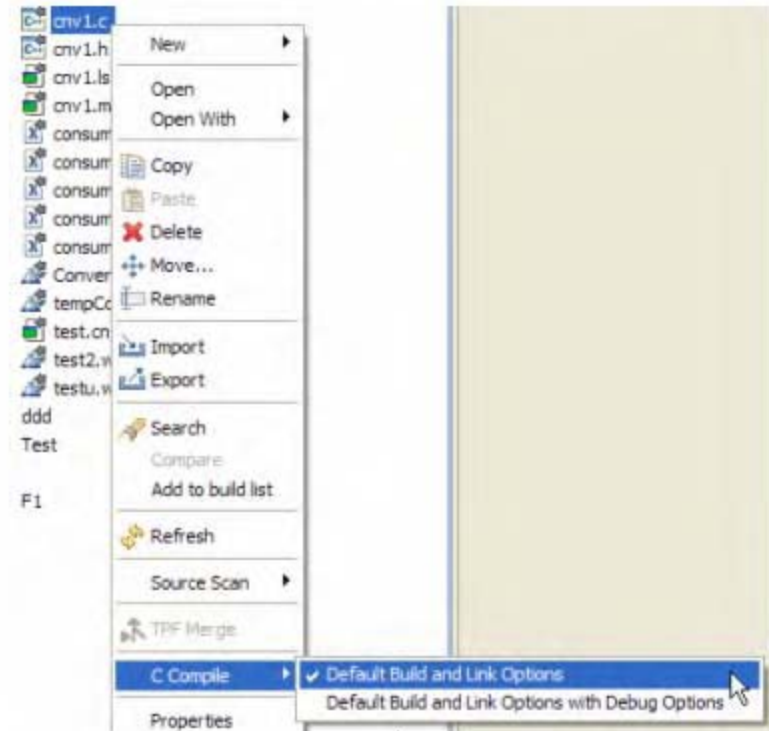 cnv1.c
cnv1.h
cnv1.ls
cnv1.m
consum
consum
consum
consum
consum
Conver
tempCo
test.cn
test2.w
testu.w
ddd
Test
F1
New
Open
Open With
Copy
Paste
Delete
Move...
Rename
Import
Export
Search
Compare
Add to build list
Refresh
Source Scan
TPF Merge
C Compile
Properties
Default Build and Link Options
Default Build and Link Options with Debug Options